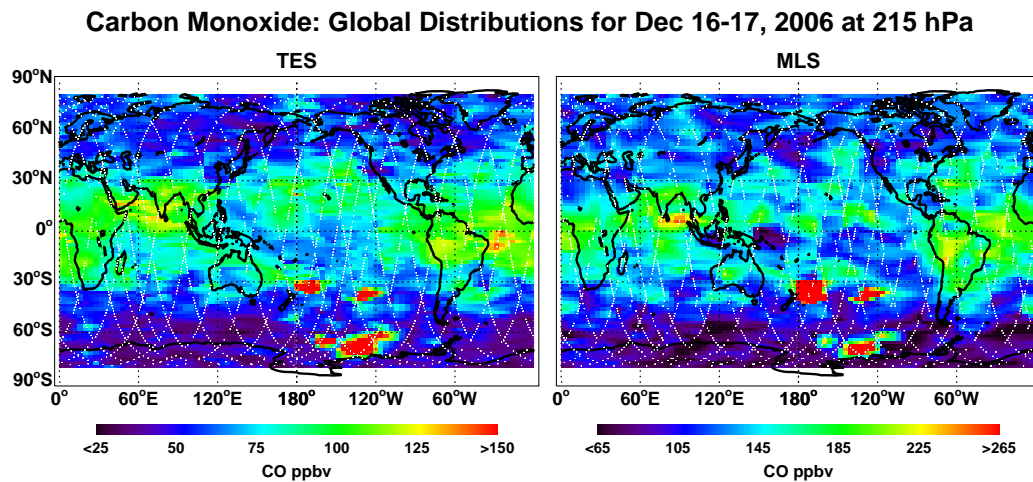 Carbon Monoxide: Global Distributions for Dec 16-17, 2006 at 215 hPa
TES
MLS
90°N
60°N
30°N
0°
30°S
60°S
90°S
0° 60°E 120°E 180° 120°W 60°W
0° 60°E 120°E 180° 120°W 60°W
<25 50 75 100 125 >150
CO ppbv
<65 105 145 185 225 >265
CO ppbv